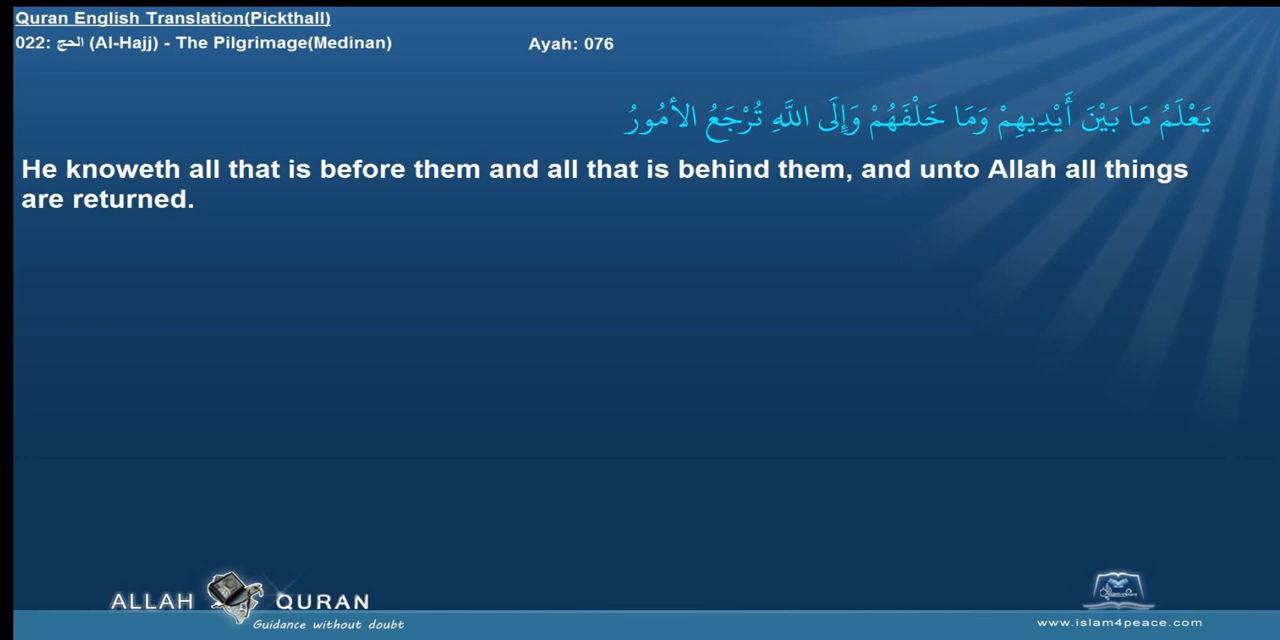 Quran English Translation(Pickthall)
022: الحج (Al-Hajj) - The Pilgrimage(Medinan) Ayah: 076
يَعْلَمُ مَا بَيْنَ أَيْدِيهِمْ وَمَا خَلْفَهُمْ وَإِلَى اللَّهِ تُرْجَعُ الأُمُورُ
He knoweth all that is before them and all that is behind them, and unto Allah all things
are returned.
ALLAH QURAN
Guidance without doubt
www.islam4peace.com